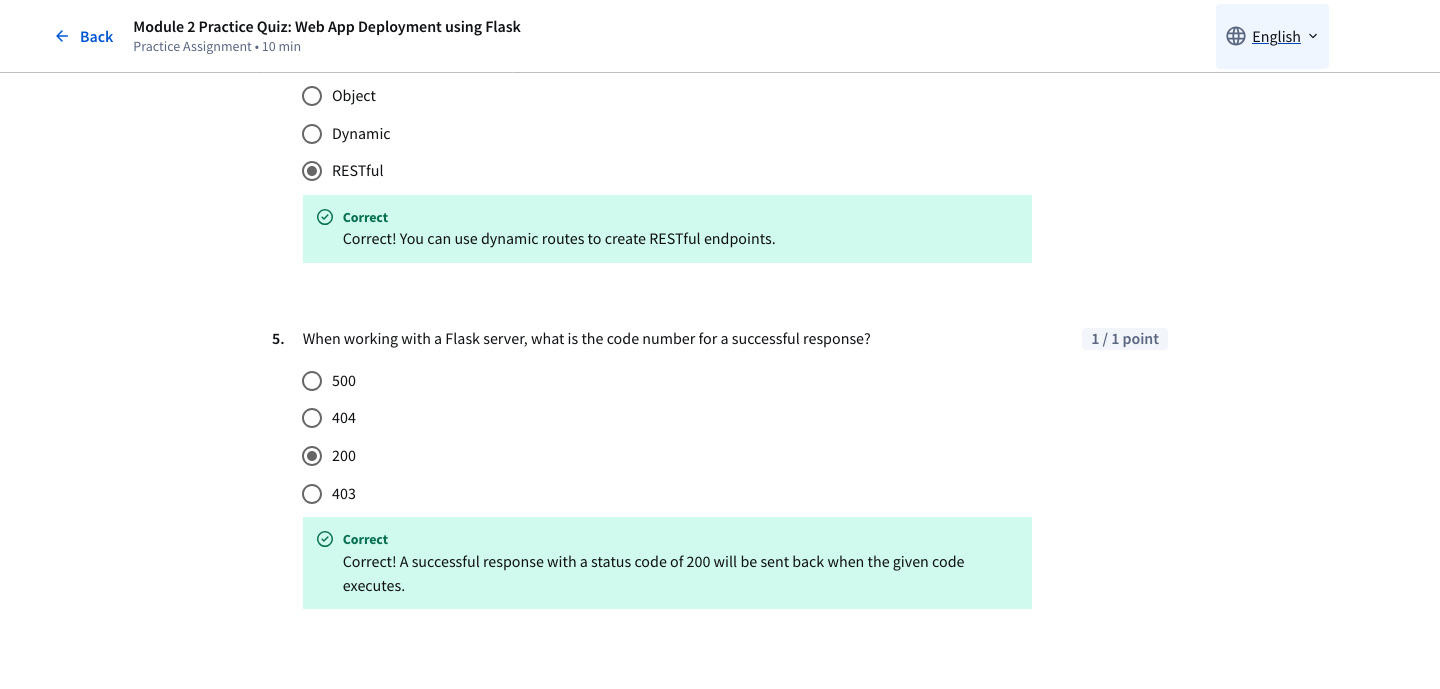 Back
Module 2 Practice Quiz: Web App Deployment using Flask
Practice Assignment • 10 min
English
Object
Dynamic
RESTful
Correct
Correct! You can use dynamic routes to create RESTful endpoints.
5. When working with a Flask server, what is the code number for a successful response?
1 / 1 point
500
404
200
403
Correct
Correct! A successful response with a status code of 200 will be sent back when the given code
executes.